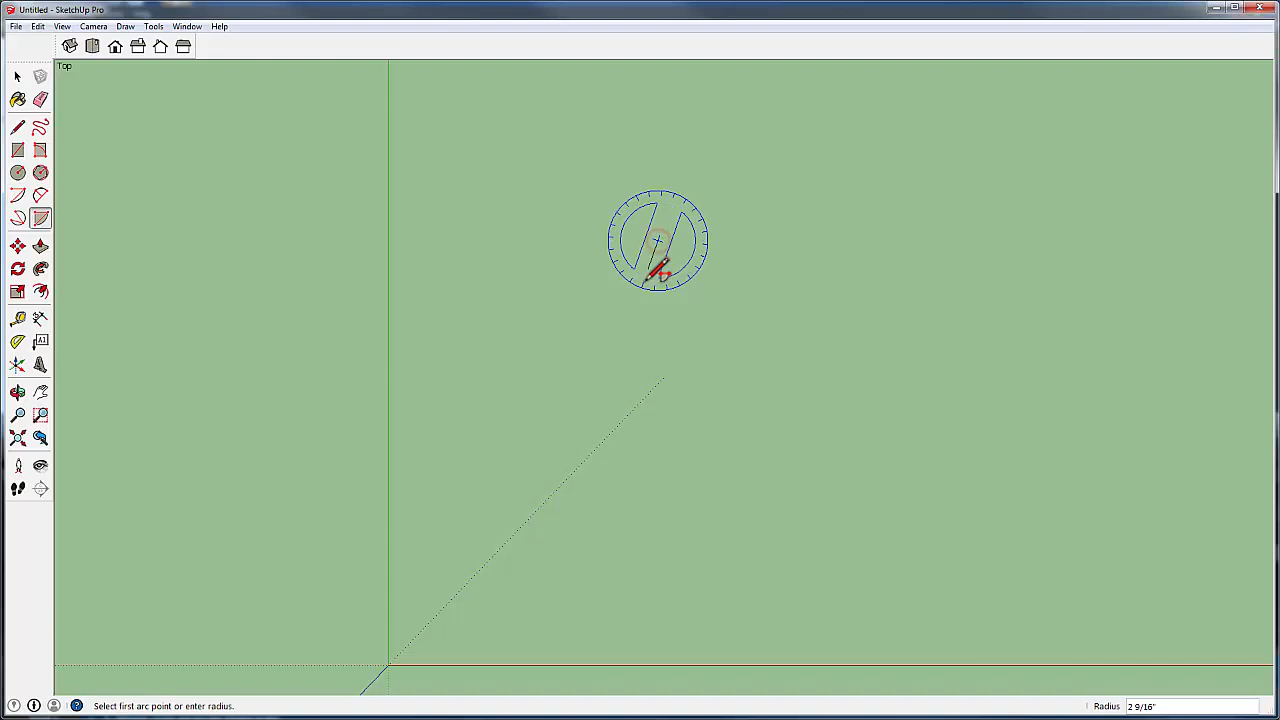 Untitled - SketchUp Pro
File Edit View Camera Draw Tools Window Help
Top
A1
Select first arc point or enter radius.
Radius 2 9/16"